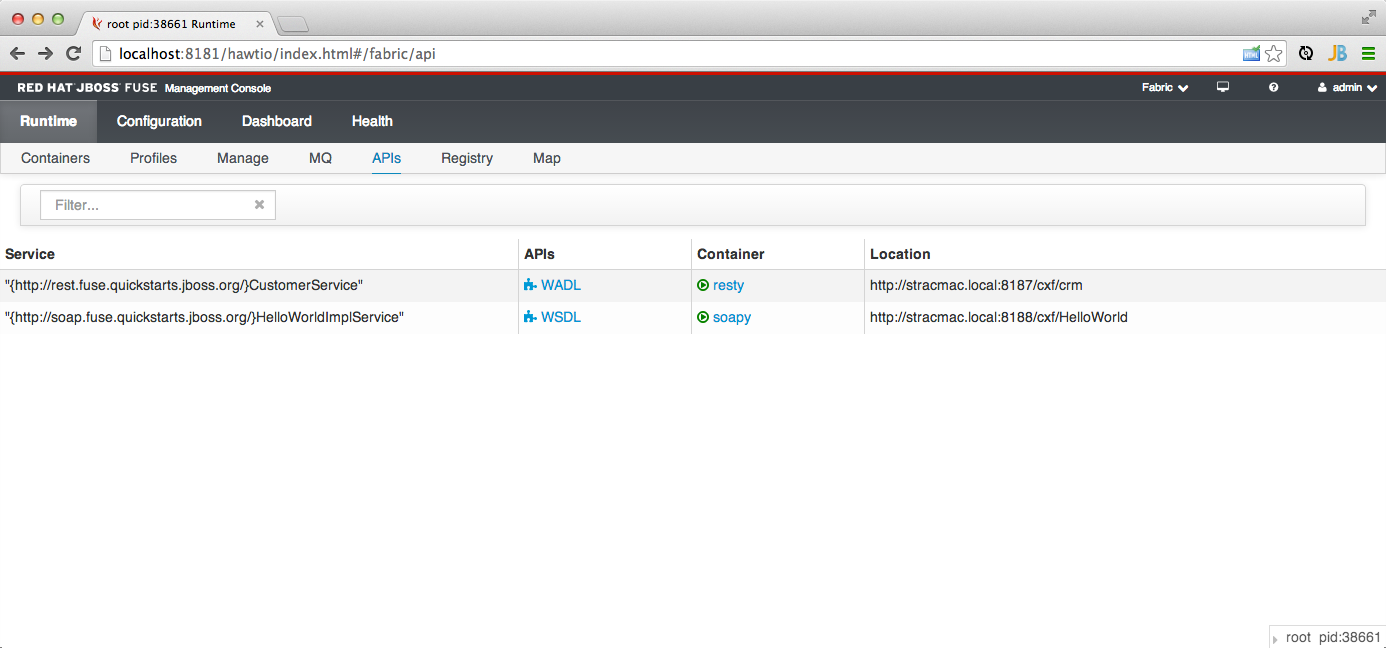 root pid:38661 Runtime
localhost:8181/hawtio/index.html#/fabric/api
HTML
JB
RED HAT JBOSS FUSE Management Console
Fabric
admin
Runtime Configuration Dashboard Health
Containers Profiles Manage MQ APIs Registry Map
Filter...
Service APIs Container Location
"{http://rest.fuse.quickstarts.jboss.org/}CustomerService" WADL resty http://stracmac.local:8187/cxf/crm
"{http://soap.fuse.quickstarts.jboss.org/}HelloWorldImplService" WSDL soapy http://stracmac.local:8188/cxf/HelloWorld
root pid:38661